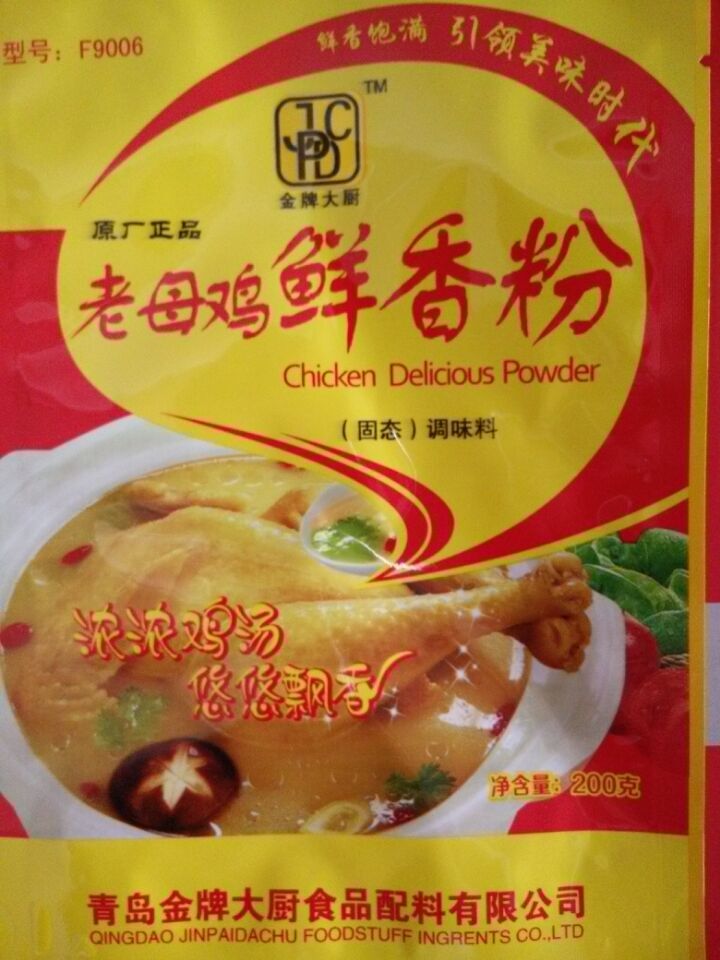 型号：F9006
鲜香饱满 引领美味时代
JPDC
TM
金牌大厨
原厂正品
老母鸡鲜香粉
Chicken Delicious Powder
（固态）调味料
浓浓鸡汤
悠悠飘香
净含量：200克
青岛金牌大厨食品配料有限公司
QINGDAO JINPAIDACHU FOODSTUFF INGRENTS CO.,LTD